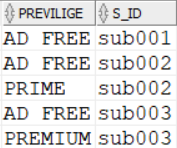 PREVILIGE S_ID
AD FREE sub001
AD FREE sub002
PRIME sub002
AD FREE sub003
PREMIUM sub003